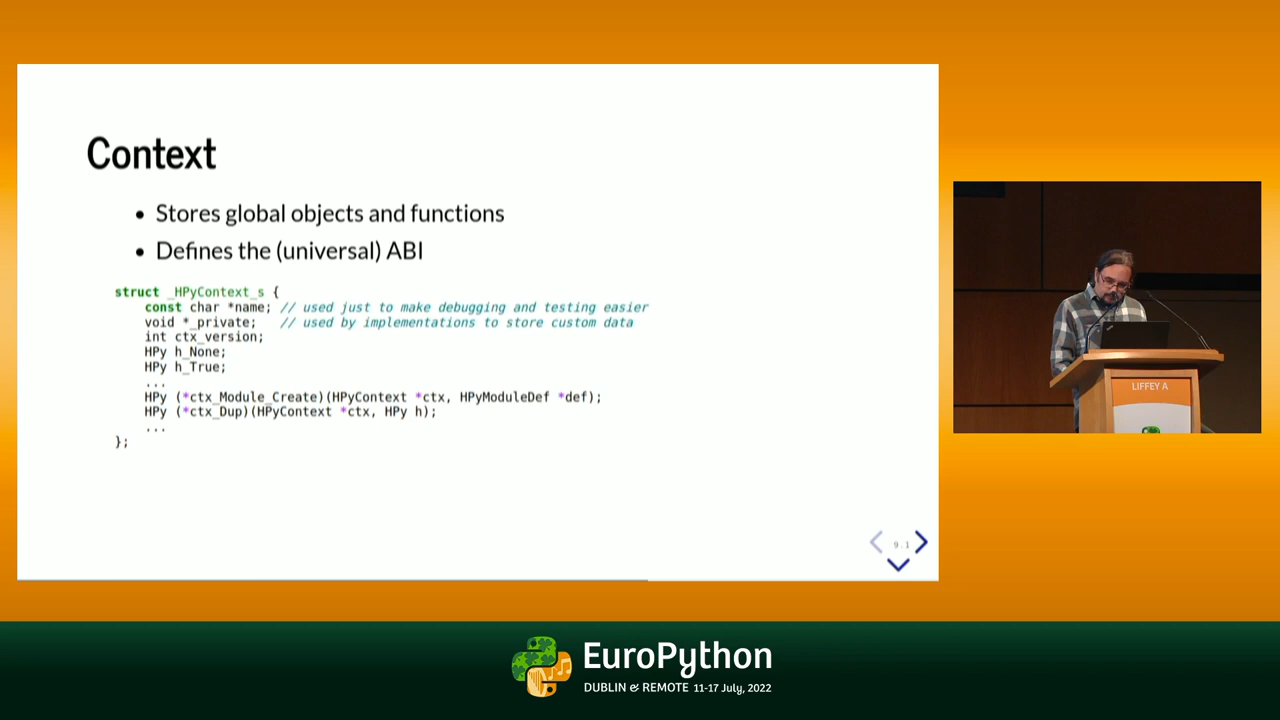 Context
• Stores global objects and functions
• Defines the (universal) ABI
struct _HPyContext_s {
    const char *name; // used just to make debugging and testing easier
    void *_private;   // used by implementations to store custom data
    int ctx_version;
    HPy h_None;
    HPy h_True;
    ...
    HPy (*ctx_Module_Create)(HPyContext *ctx, HPyModuleDef *def);
    HPy (*ctx_Dup)(HPyContext *ctx, HPy h);
    ...
};
9.1
LIFFEY A
EuroPython
DUBLIN & REMOTE 11-17 July, 2022